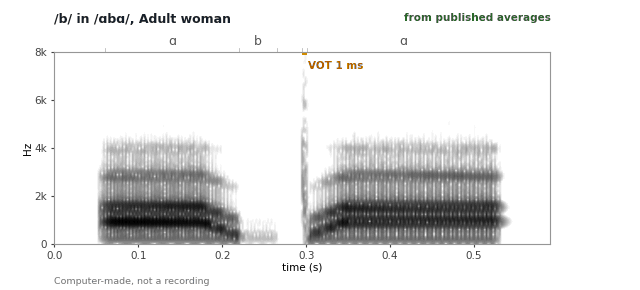 /b/ in /ɑbɑ/, Adult woman
from published averages
ɑ b ɑ
8k
VOT 1 ms
6k
4k
Hz
2k
0
0.0 0.1 0.2 0.3 0.4 0.5
time (s)
Computer-made, not a recording